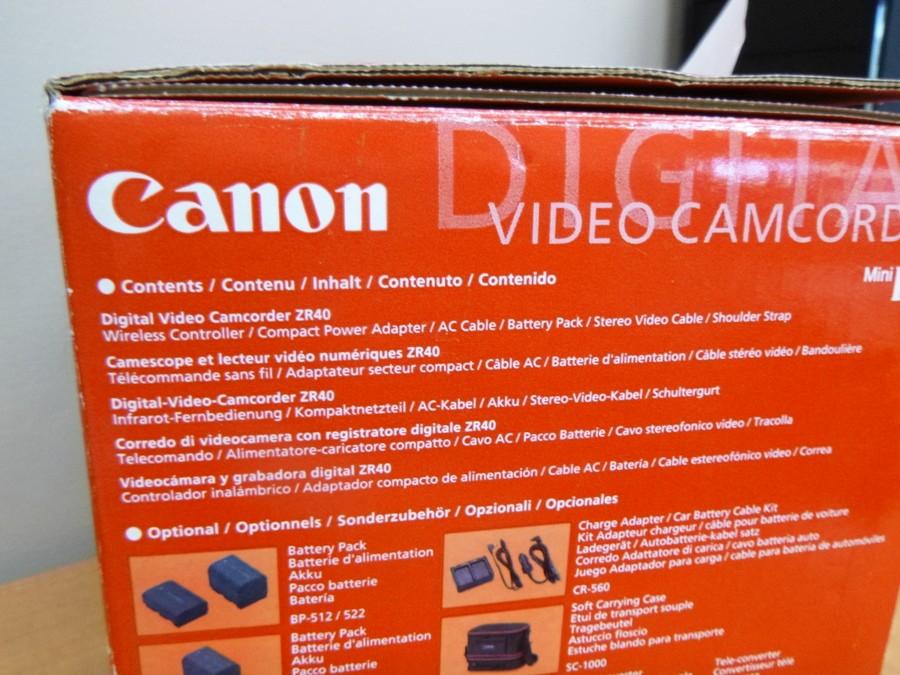 DIGITA
Canon
VIDEO CAMCORD
Mini
● Contents / Contenu / Inhalt / Contenuto / Contenido
Digital Video Camcorder ZR40
Wireless Controller / Compact Power Adapter / AC Cable / Battery Pack / Stereo Video Cable / Shoulder Strap
Camescope et lecteur vidéo numériques ZR40
Télécommande sans fil / Adaptateur secteur compact / Câble AC / Batterie d'alimentation / Câble stéréo vidéo / Bandoulière
Digital-Video-Camcorder ZR40
Infrarot-Fernbedienung / Kompaktnetzteil / AC-Kabel / Akku / Stereo-Video-Kabel / Schultergurt
Corredo di videocamera con registratore digitale ZR40
Telecomando / Alimentatore-caricatore compatto / Cavo AC / Pacco Batterie / Cavo stereofonico video / Tracolla
Videocámara y grabadora digital ZR40
Controlador inalámbrico / Adaptador compacto de alimentación / Cable AC / Batería / Cable estereofónico video / Correa
● Optional / Optionnels / Sonderzubehör / Opzionali / Opcionales
Battery Pack
Batterie d'alimentation
Akku
Pacco batterie
Batería
BP-512 / 522
Charge Adapter / Car Battery Cable Kit
Kit Adapteur chargeur / câble pour batterie de voiture
Ladegerät / Autobatterie-kabel satz
Corredo Adattatore di carica / cavo batteria auto
Juego Adaptador para carga / cable para batería de automóviles
CR-560
Battery Pack
Batterie d'alimentation
Akku
Pacco batterie
Soft Carrying Case
Etui de transport souple
Tragebeutel
Astuccio floscio
Estuche blando para transporte
SC-1000
Tele-converter
Convertisseur télé